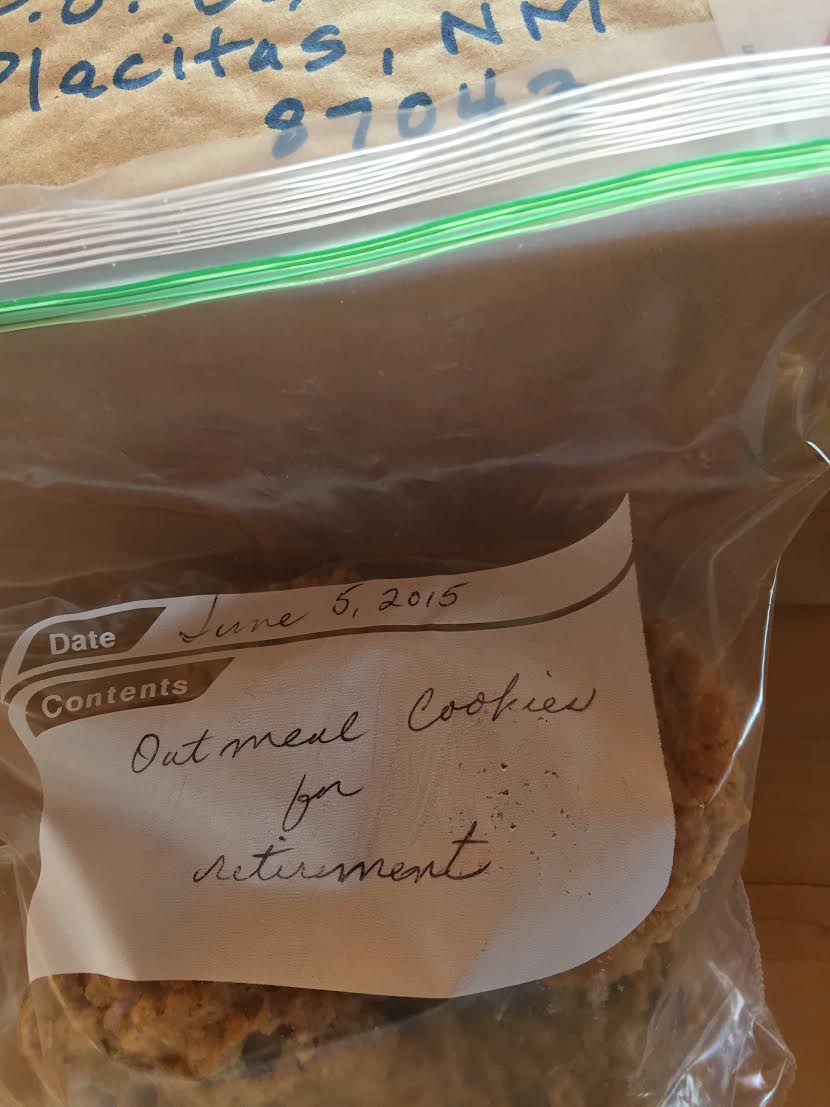 Placitas, NM
87043
Date June 5, 2015
Contents
Oatmeal Cookies
for
retirement